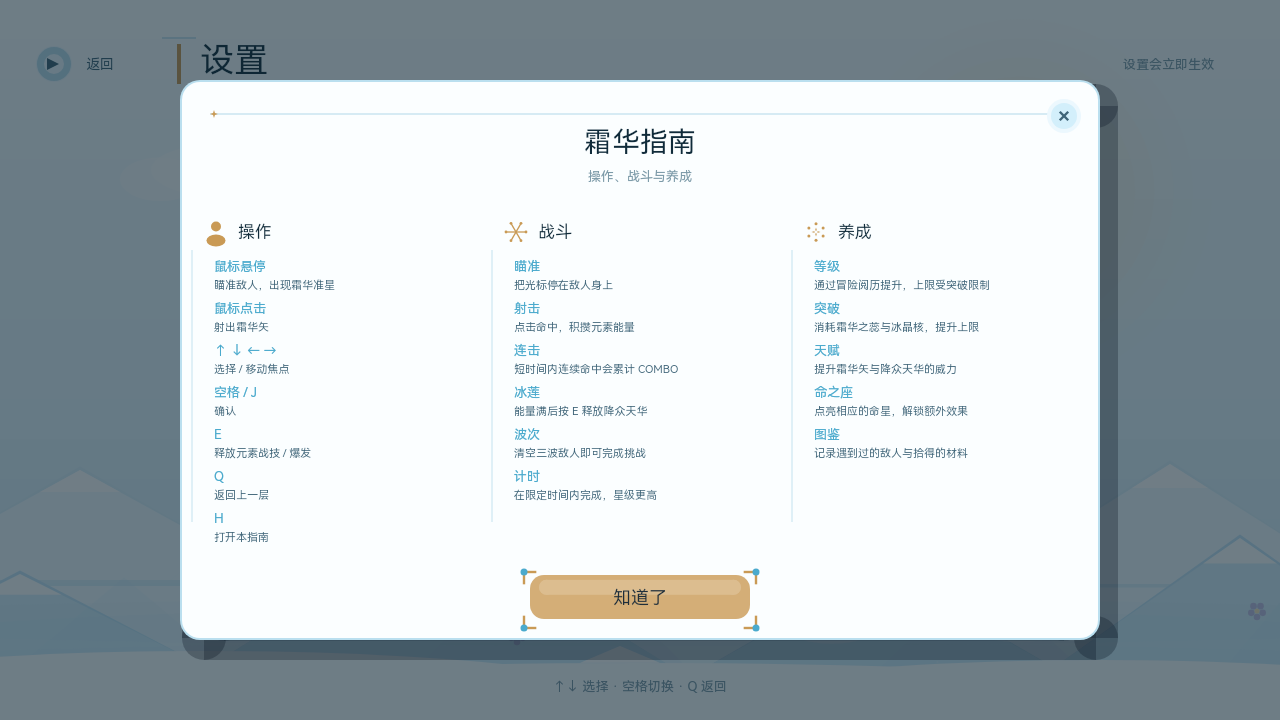 返回
设置
设置会立即生效
霜华指南
操作、战斗与养成
操作
鼠标悬停
瞄准敌人，出现霜华准星
鼠标点击
射出霜华矢
↑ ↓ ← →
选择 / 移动焦点
空格 / J
确认
E
释放元素战技 / 爆发
Q
返回上一层
H
打开本指南
战斗
瞄准
把光标停在敌人身上
射击
点击命中，积攒元素能量
连击
短时间内连续命中会累计 COMBO
冰莲
能量满后按 E 释放降众天华
波次
清空三波敌人即可完成挑战
计时
在限定时间内完成，星级更高
养成
等级
通过冒险阅历提升，上限受突破限制
突破
消耗霜华之蕊与冰晶核，提升上限
天赋
提升霜华矢与降众天华的威力
命之座
点亮相应的命星，解锁额外效果
图鉴
记录遇到过的敌人与拾得的材料
知道了
↑↓ 选择 · 空格切换 · Q 返回